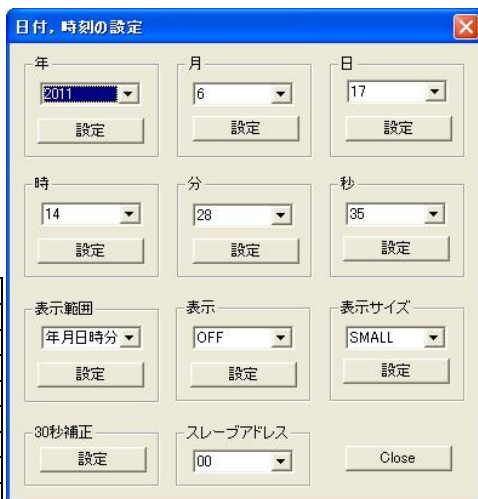 日付，時刻の設定
年 月 日
2011 6 17
設定 設定 設定
時 分 秒
14 28 35
設定 設定 設定
表示範囲 表示 表示サイズ
年月日時分 OFF SMALL
設定 設定 設定
30秒補正 スレーブアドレス
設定 00 Close